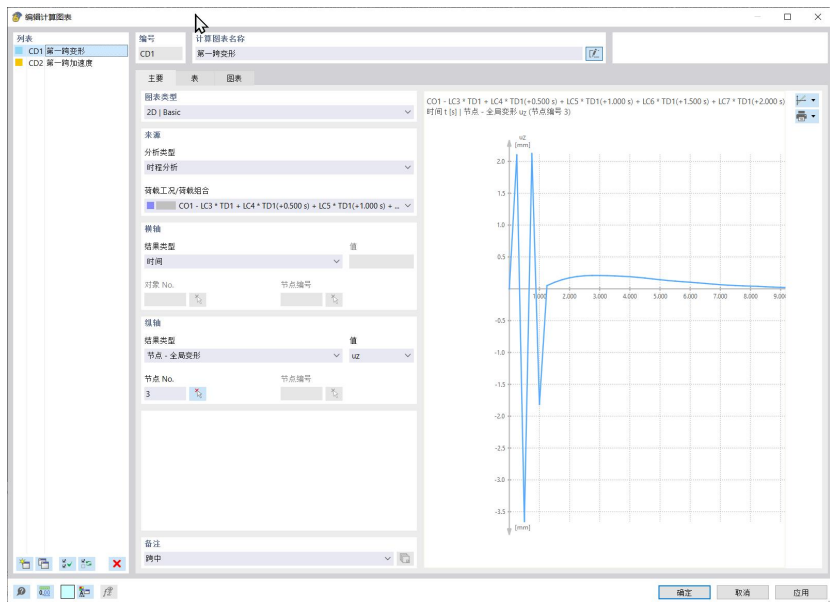 编辑计算图表
列表
CD1 第一跨变形
CD2 第一跨加速度
编号
CD1
计算图表名称
第一跨变形
主要 表 图表
图表类型
2D | Basic
来源
分析类型
时程分析
荷载工况/荷载组合
CO1 - LC3 * TD1 + LC4 * TD1(+0.500 s) + LC5 * TD1(+1.000 s) + ...
横轴
结果类型 值
时间
对象 No. 节点编号
纵轴
结果类型 值
节点 - 全局变形 uz
节点 No. 节点编号
3
备注
跨中
CO1 - LC3 * TD1 + LC4 * TD1(+0.500 s) + LC5 * TD1(+1.000 s) + LC6 * TD1(+1.500 s) + LC7 * TD1(+2.000 s)
时间 t [s] | 节点 - 全局变形 uz (节点编号 3)
uz
[mm]
2.0
1.5
1.0
0.5
1.000 2.000 3.000 4.000 5.000 6.000 7.000 8.000 9.00
-0.5
-1.0
-1.5
-2.0
-2.5
-3.0
-3.5
[mm]
确定 取消 应用